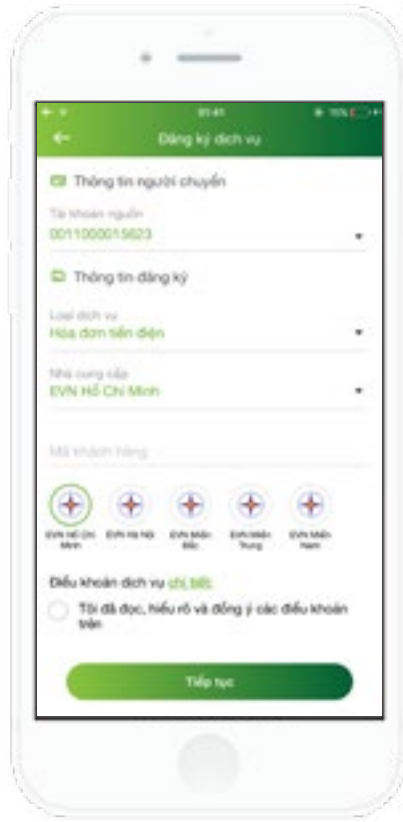 01:41
Đăng ký dịch vụ
Thông tin người chuyển
Tài khoản nguồn
0011000015623
Thông tin đăng ký
Loại dịch vụ
Hóa đơn tiền điện
Nhà cung cấp
EVN Hồ Chí Minh
Mã khách hàng
EVN Hồ Chí EVN Hà Nội EVN Miền EVN Miền EVN Miền
Minh Bắc Trung Nam
Điều khoản dịch vụ chi tiết
Tôi đã đọc, hiểu rõ và đồng ý các điều khoản
trên
Tiếp tục